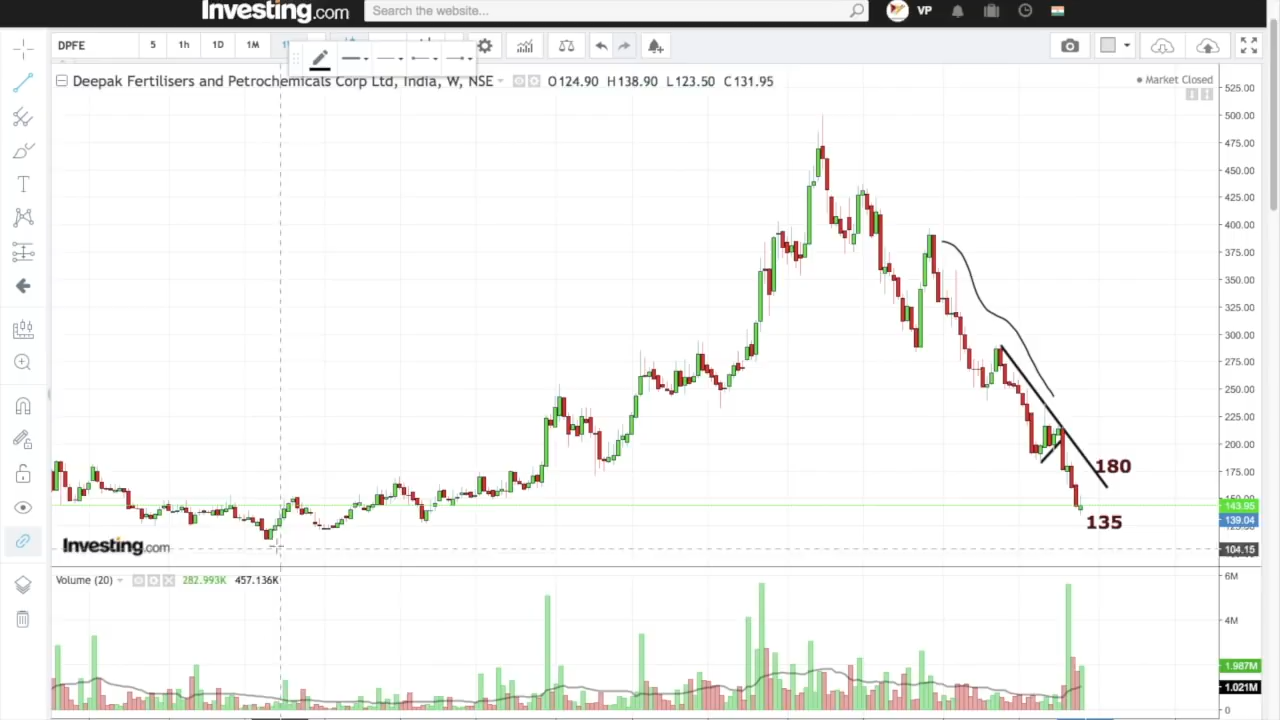 Investing.com
Search the website...
VP
DPFE
5
1h
1D
1M
Deepak Fertilisers and Petrochemicals Corp Ltd, India, W, NSE
O124.90 H138.90 L123.50 C131.95
Market Closed
525.00
500.00
475.00
450.00
425.00
400.00
375.00
350.00
325.00
300.00
275.00
250.00
225.00
200.00
175.00
180
143.95
139.04
135
104.15
Investing.com
Volume (20)
282.993K
457.136K
6M
4M
1.987M
1.021M
0